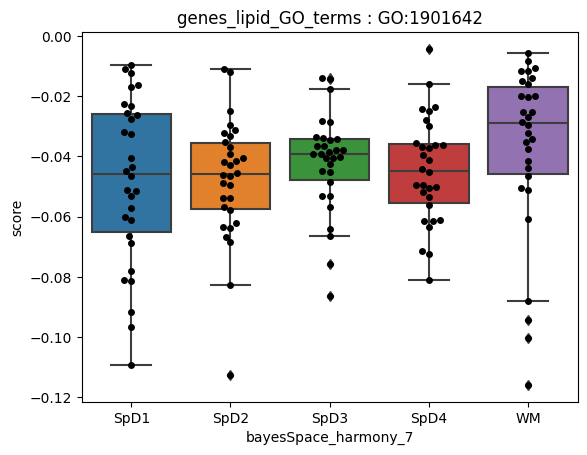 genes_lipid_GO_terms : GO:1901642
0.00
−0.02
−0.04
−0.06
−0.08
−0.10
−0.12
score
SpD1 SpD2 SpD3 SpD4 WM
bayesSpace_harmony_7